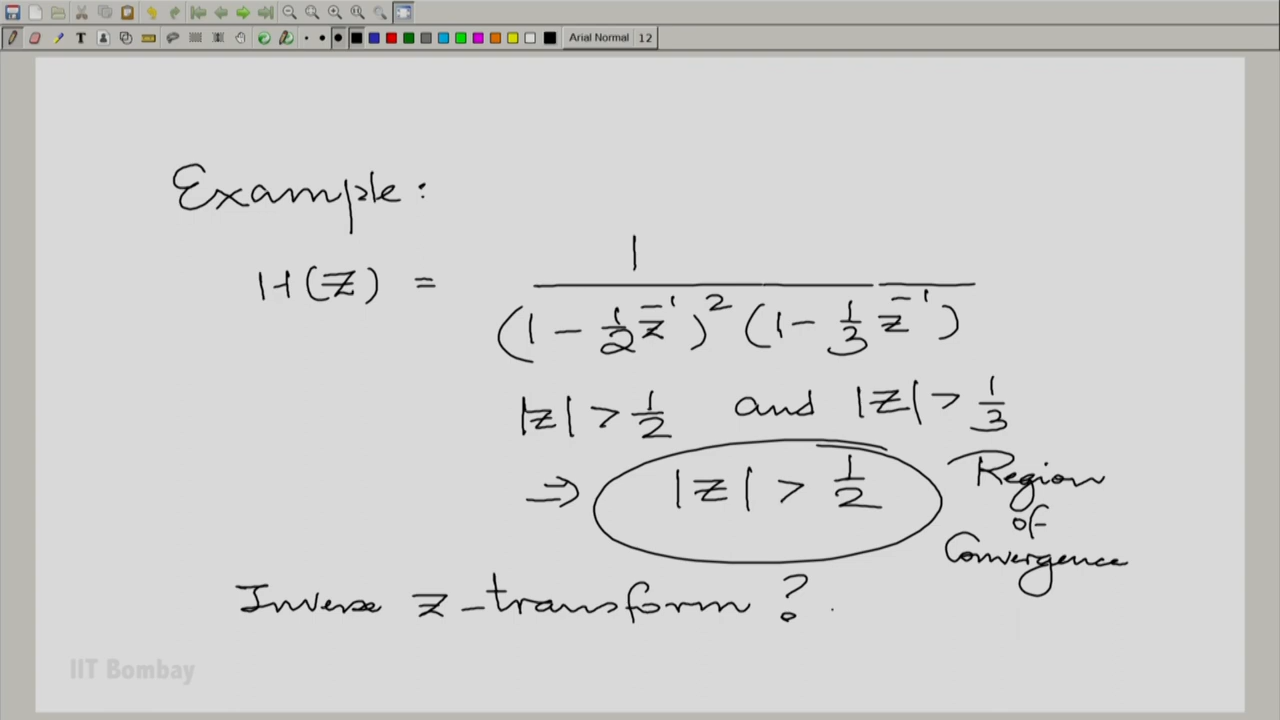 Arial Normal 12
Example:
H(Z) = 1 / (1 - 1/2 z^-1)^2 (1 - 1/3 z^-1)
|z| > 1/2 and |z| > 1/3
⇒ |z| > 1/2 Region of Convergence
Inverse z-transform ?
IIT Bombay